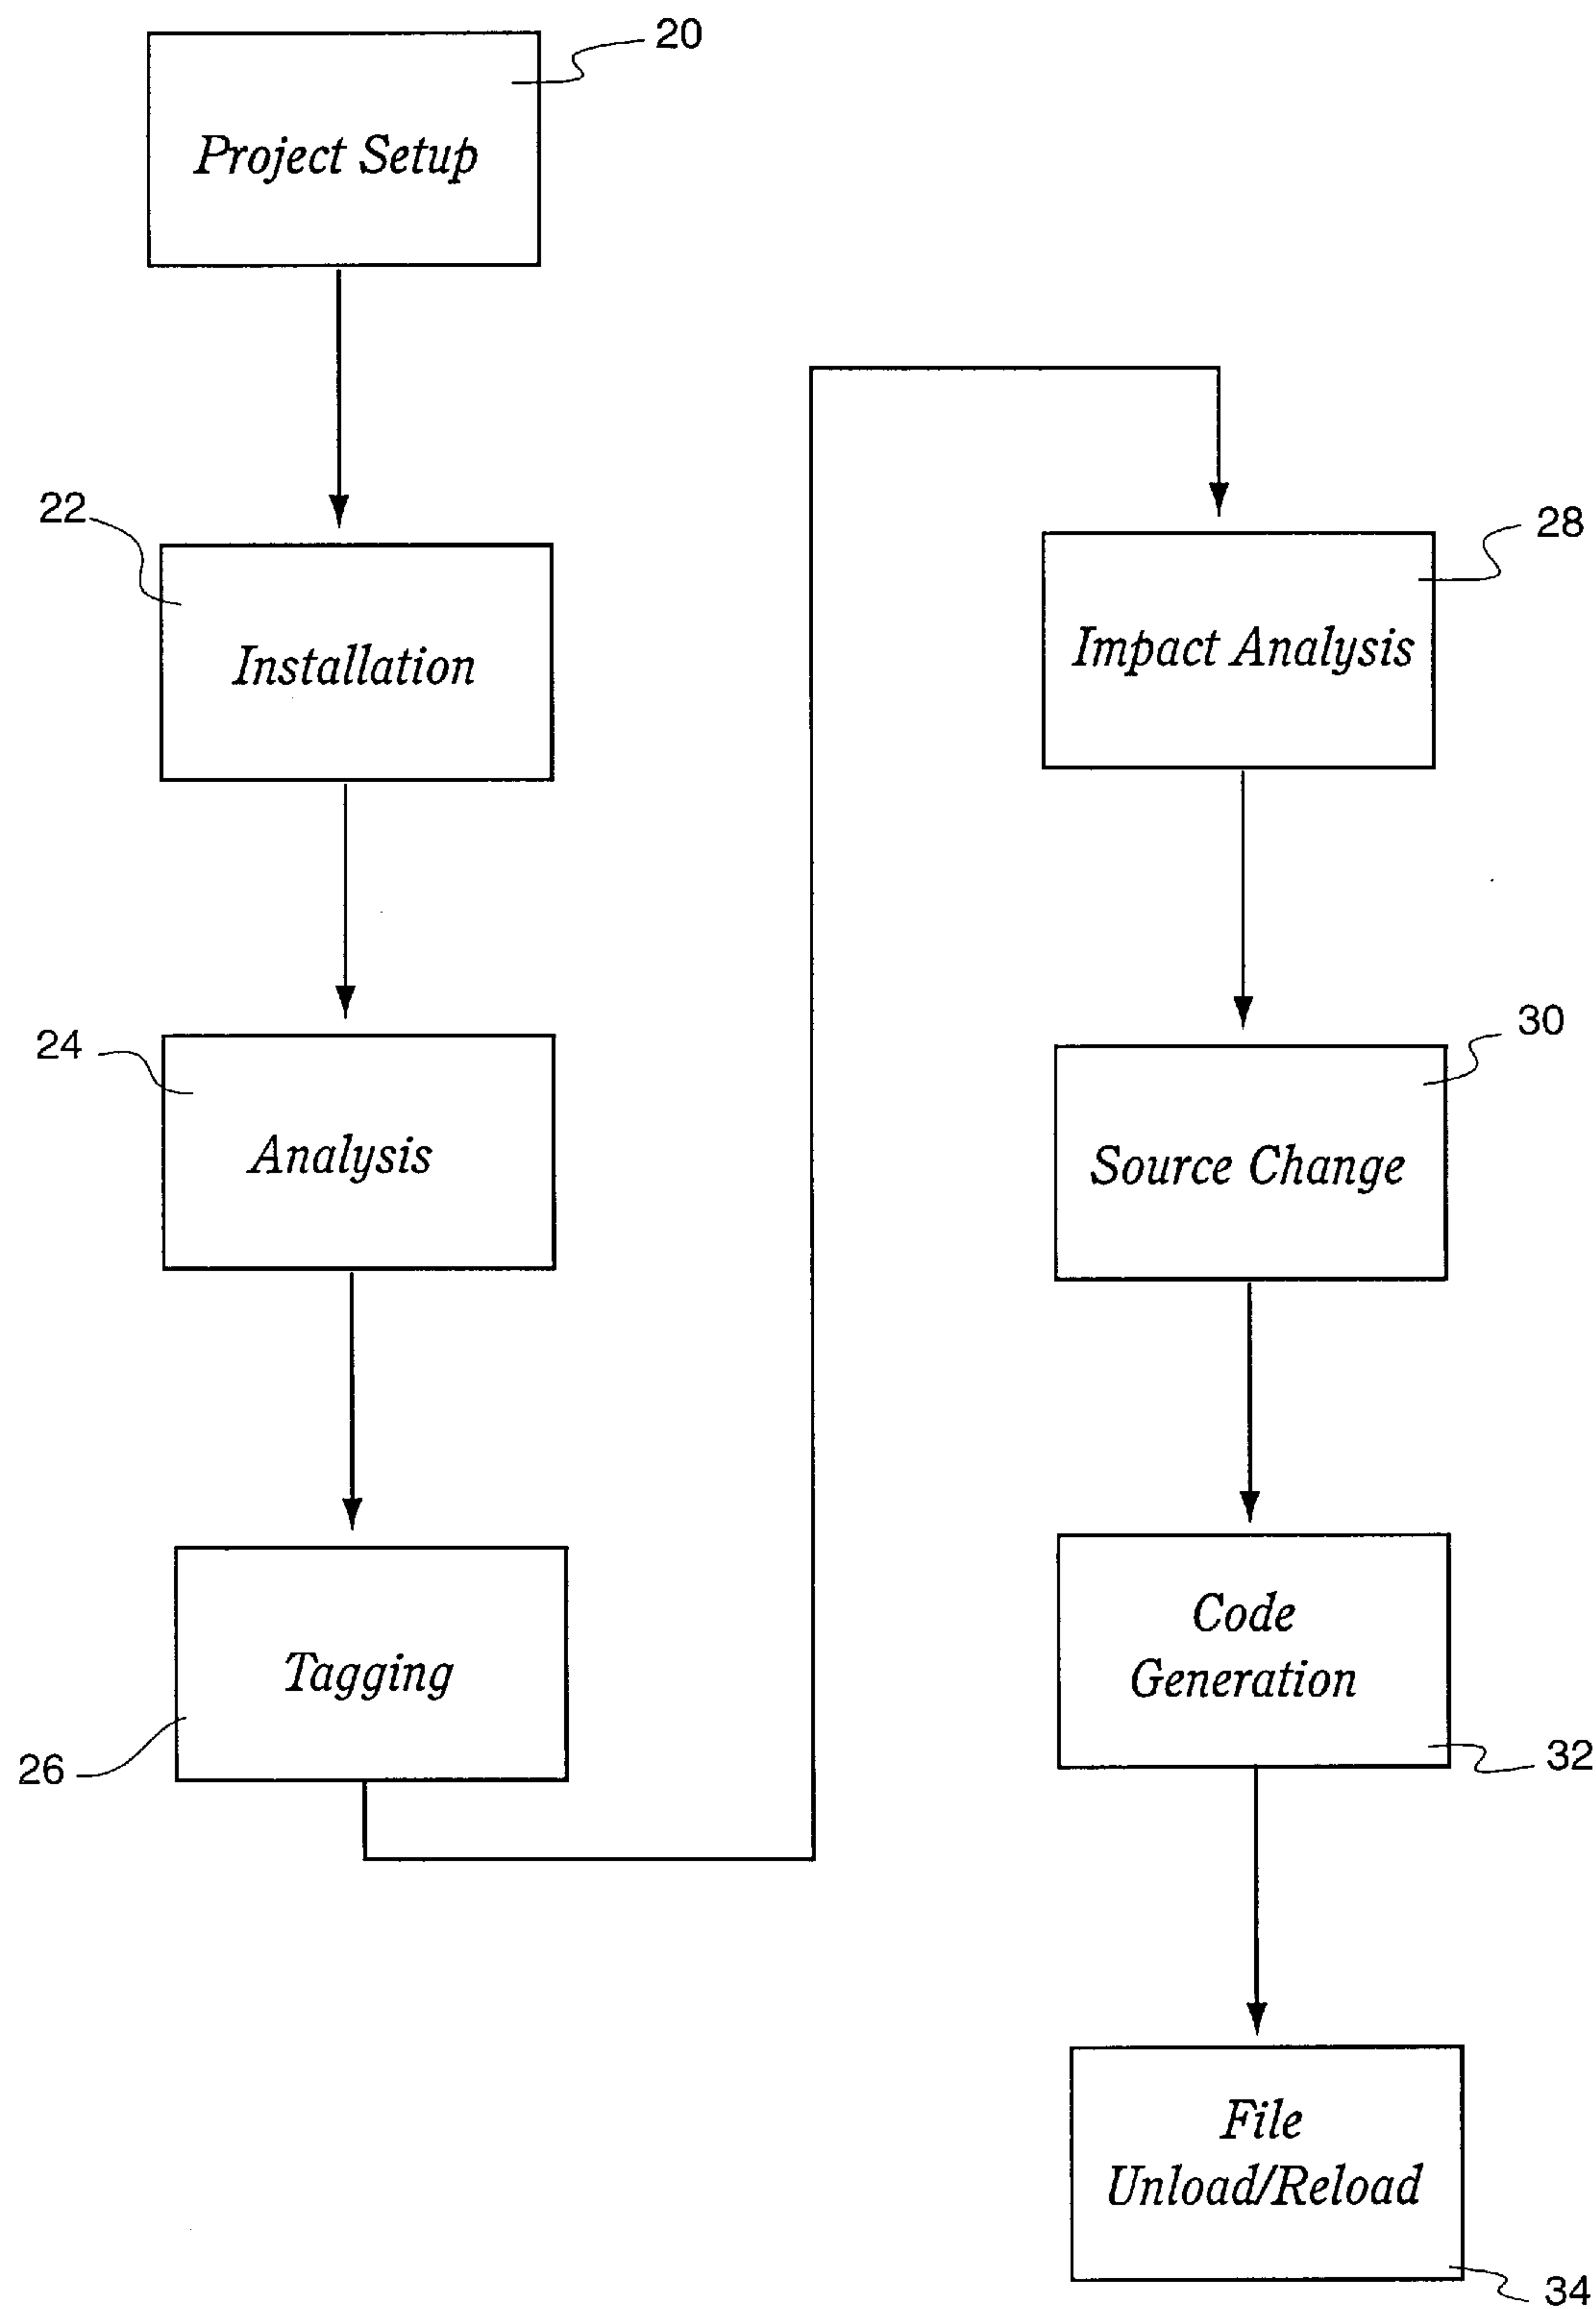 20
Project Setup
22
Installation
24
Analysis
Tagging
26
28
Impact Analysis
30
Source Change
Code
Generation
32
File
Unload/Reload
34